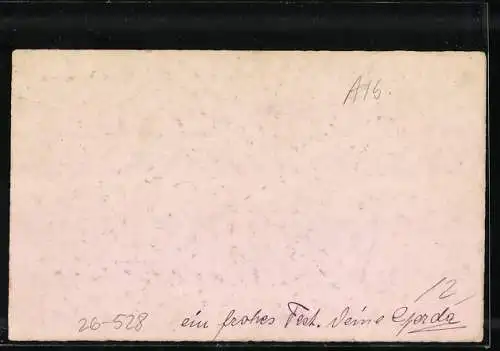 A16.
12
26-528 ein frohes Fest. Deine Gerda